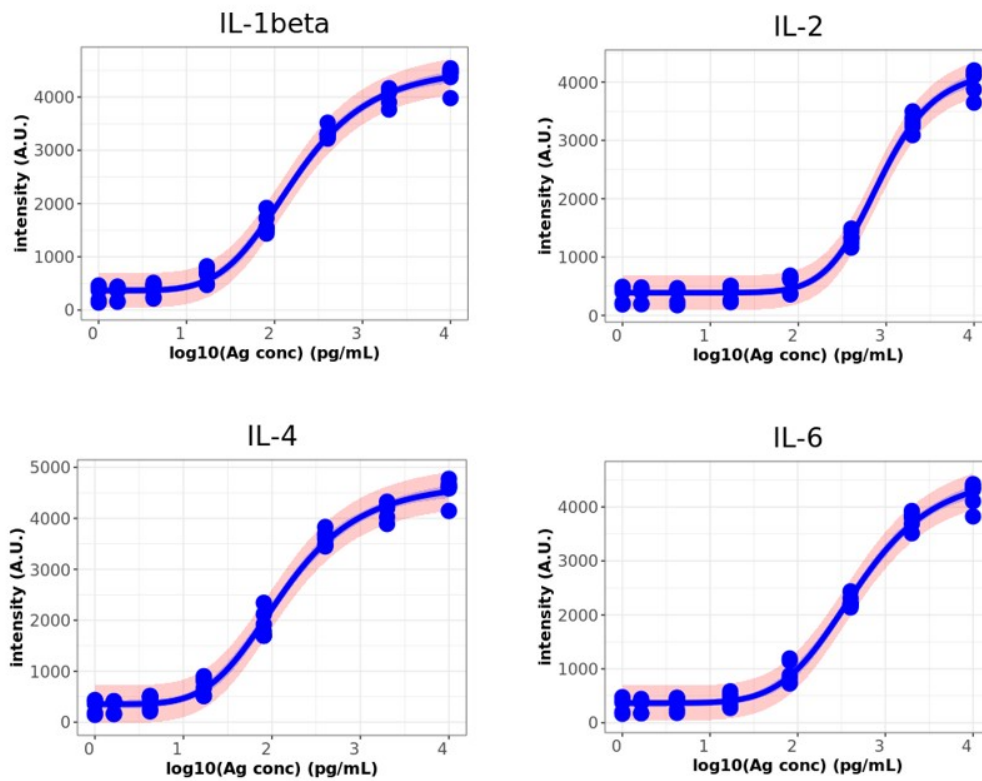 IL-1beta
intensity (A.U.)
4000
3000
2000
1000
0
0 1 2 3 4
log10(Ag conc) (pg/mL)
IL-2
intensity (A.U.)
4000
3000
2000
1000
0
0 1 2 3 4
log10(Ag conc) (pg/mL)
IL-4
intensity (A.U.)
5000
4000
3000
2000
1000
0
0 1 2 3 4
log10(Ag conc) (pg/mL)
IL-6
intensity (A.U.)
4000
3000
2000
1000
0
0 1 2 3 4
log10(Ag conc) (pg/mL)